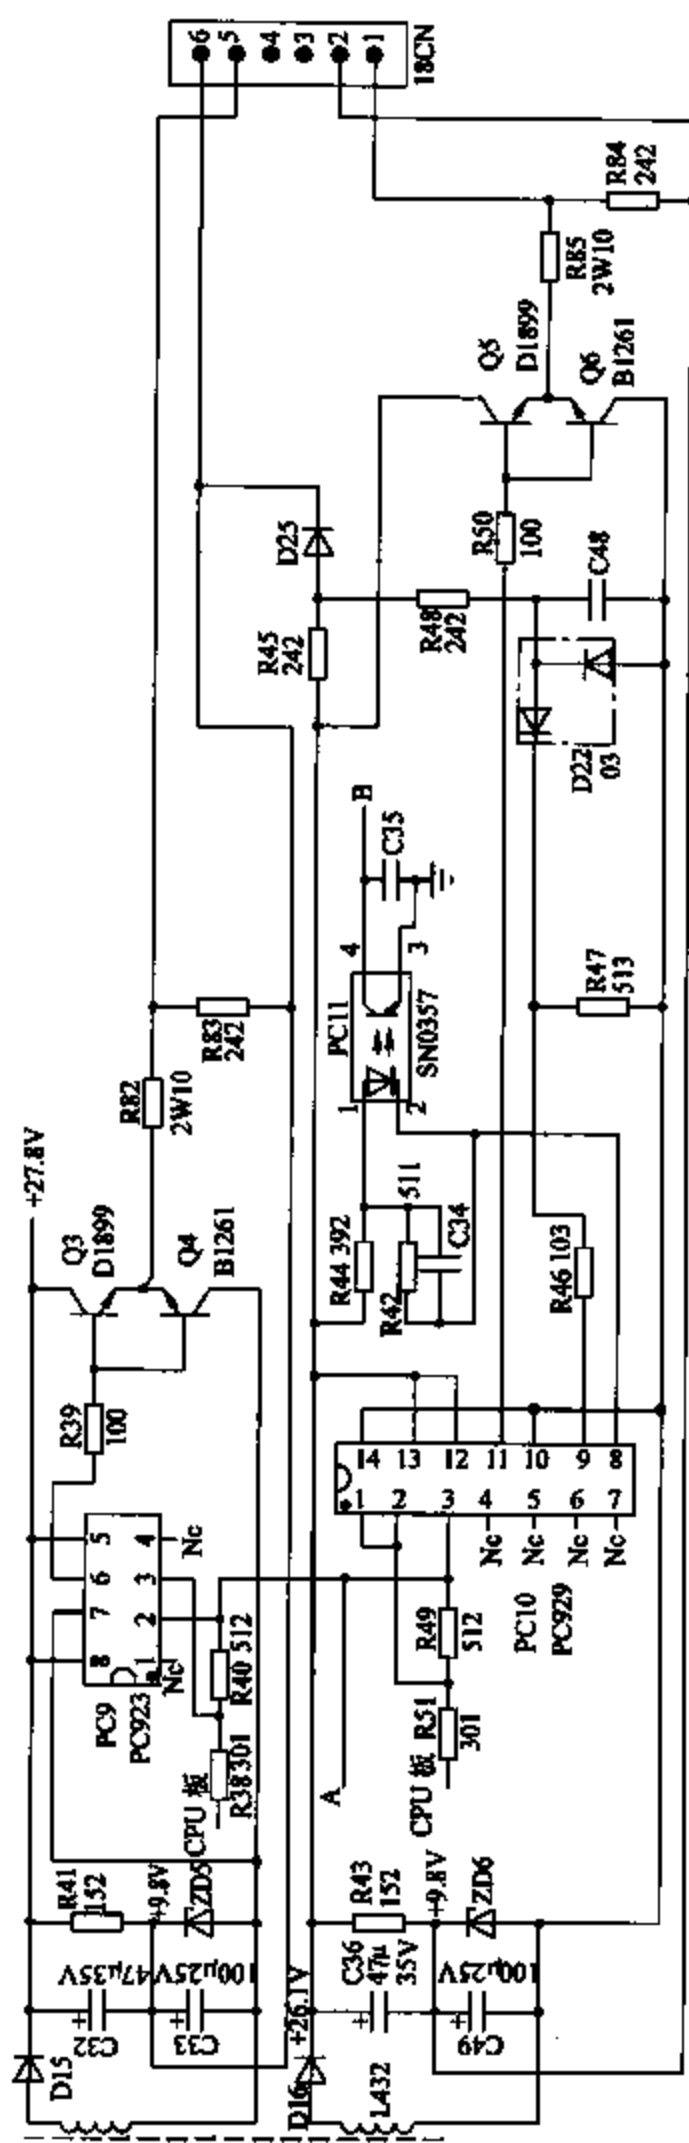 6 5 4 3 2 1
18CN
R84
242
R85
2W10
Q5
D1899
Q6
B1261
D25
R50
100
C48
R45
242
R48
242
D22
03
B
C35
4
3
PC11
SN0357
1
2
R47
513
R83
242
R82
2W10
+27.8V
Q3
D1899
Q4
B1261
R44 392
R42
511
C34
R46 103
R39
100
14 13 12 11 10 9 8
1 2 3 4 5 6 7
Nc Nc Nc Nc
PC10
PC929
5 6 7 8
4 3 2 1
Nc
Nc
PC9
PC923
R40 512
R38301
CPU 板
R49
512
R51
301
CPU 板
A
R41
152
+9.8V
ZD5
R43
152
+9.8V
ZD6
47μ35V
100μ25V
C32
C33
C36
47μ
35V
100μ25V
C49
D15
+26.1V
D16
L432